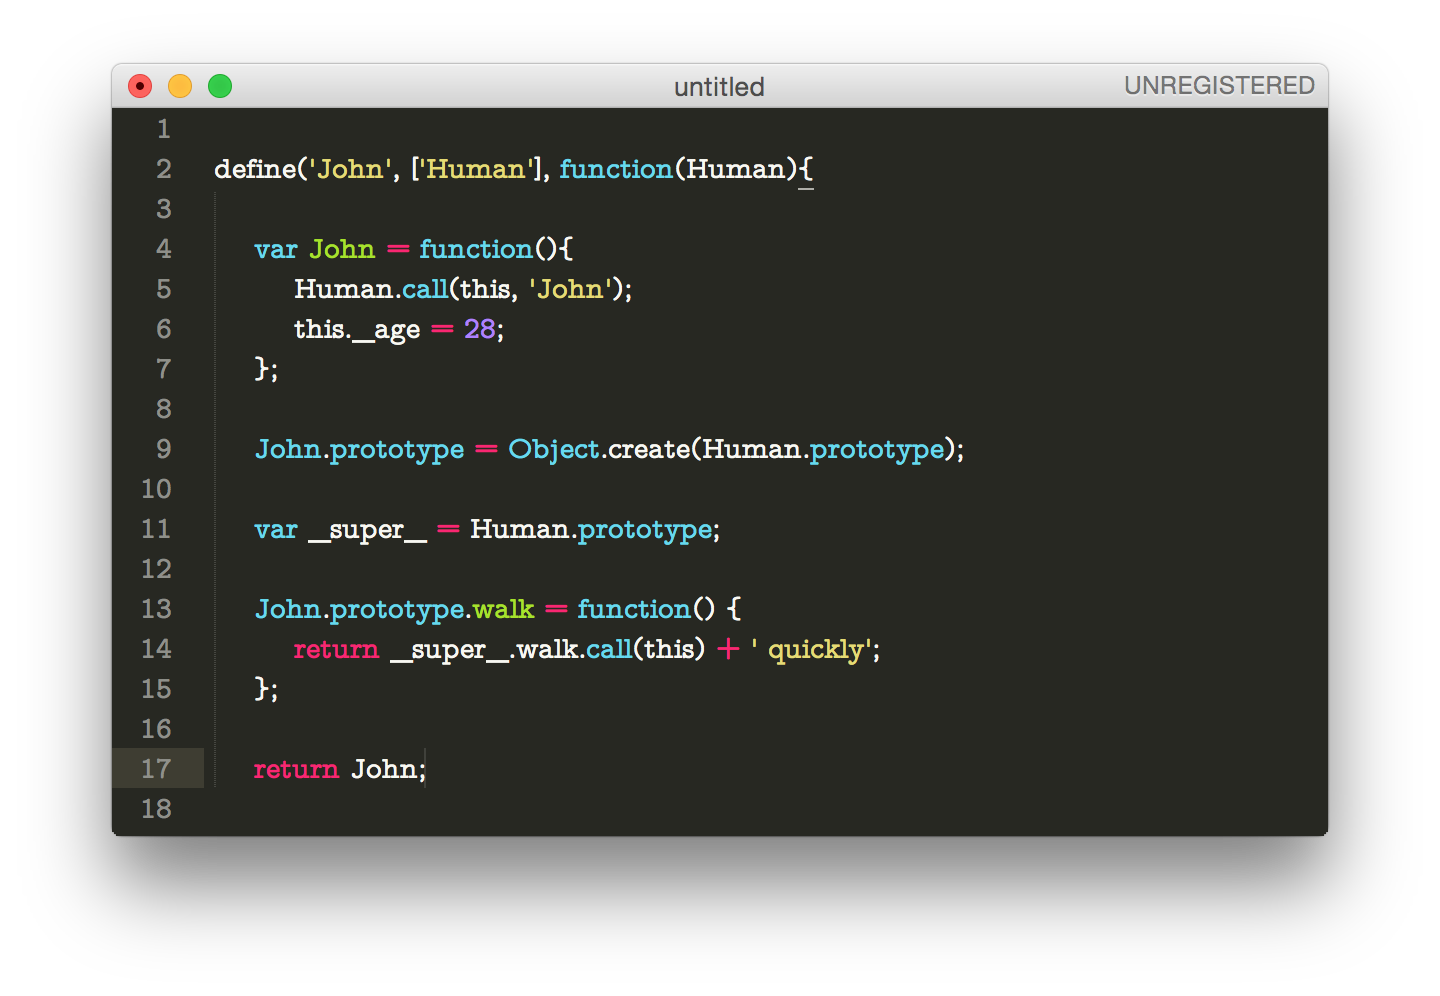 untitled UNREGISTERED
1
2 define('John', ['Human'], function(Human){
3
4 var John = function(){
5 Human.call(this, 'John');
6 this._age = 28;
7 };
8
9 John.prototype = Object.create(Human.prototype);
10
11 var _super_ = Human.prototype;
12
13 John.prototype.walk = function() {
14 return _super_.walk.call(this) + ' quickly';
15 };
16
17 return John;
18